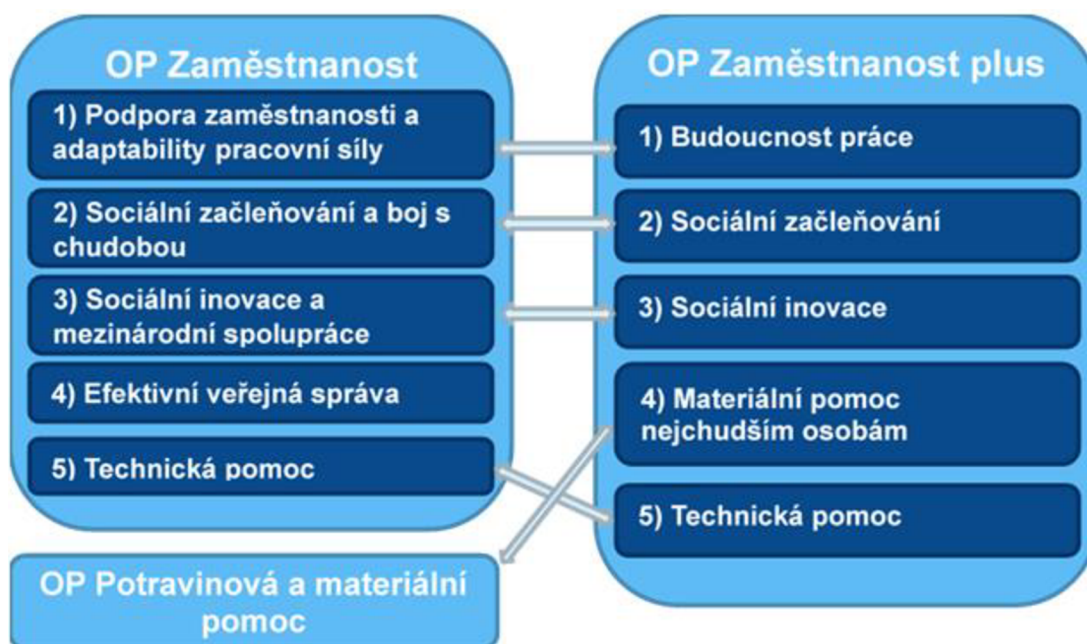 OP Zaměstnanost
1) Podpora zaměstnanosti a
adaptability pracovní síly
2) Sociální začleňování a boj s
chudobou
3) Sociální inovace a
mezinárodní spolupráce
4) Efektivní veřejná správa
5) Technická pomoc
OP Potravinová a materiální
pomoc
OP Zaměstnanost plus
1) Budoucnost práce
2) Sociální začleňování
3) Sociální inovace
4) Materiální pomoc
nejchudším osobám
5) Technická pomoc